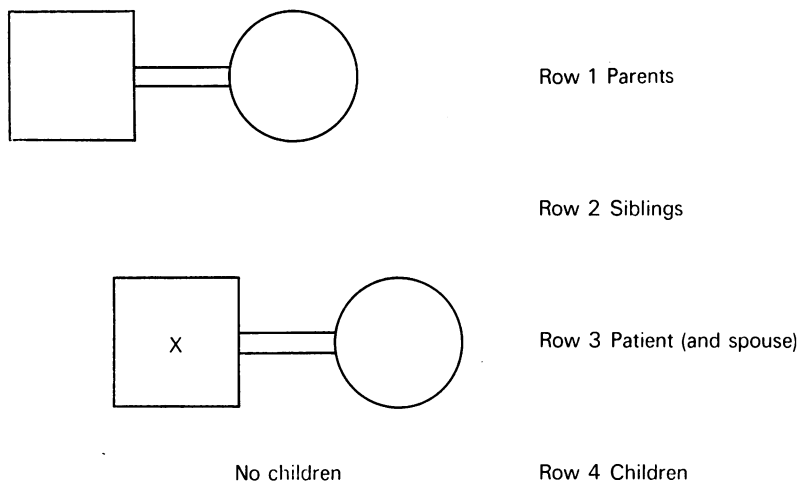 Row 1 Parents
Row 2 Siblings
X
Row 3 Patient (and spouse)
No children
Row 4 Children